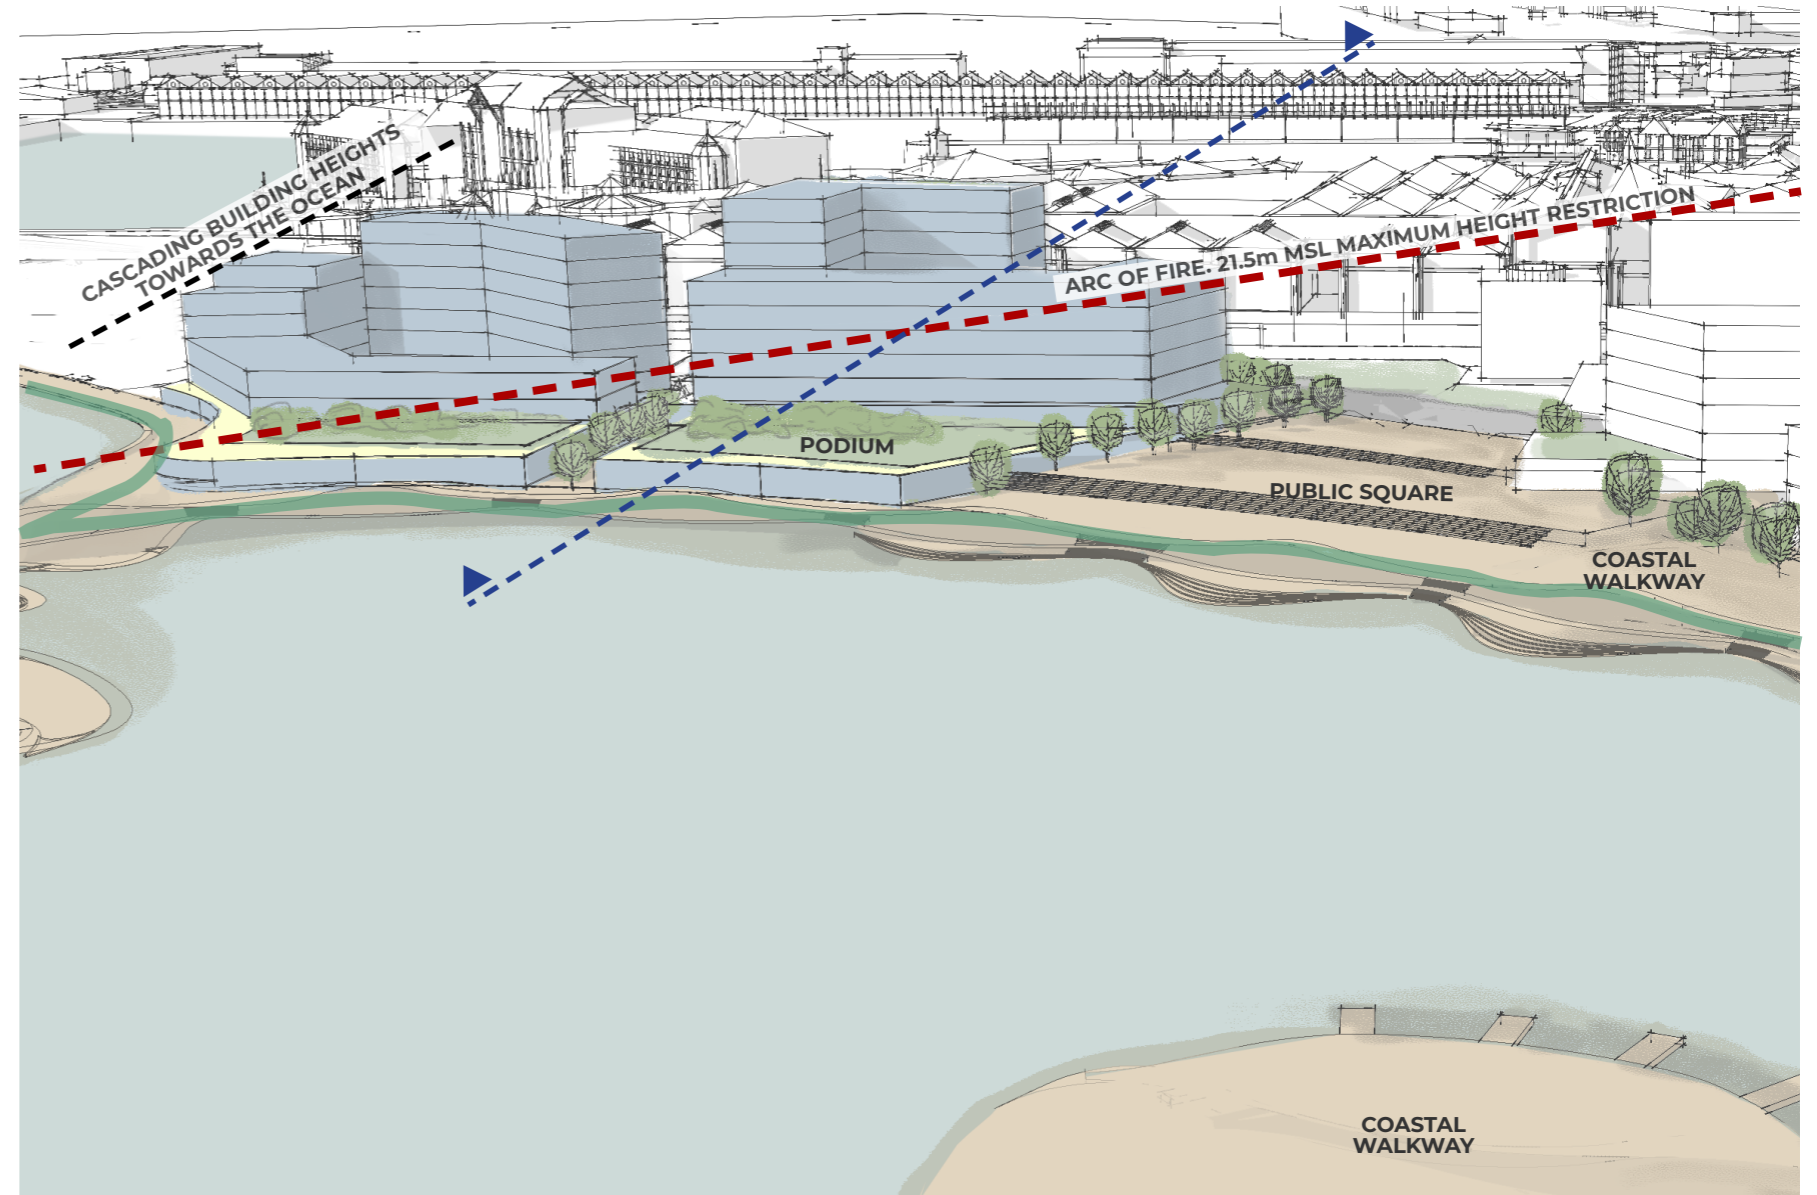 CASCADING BUILDING HEIGHTS
TOWARDS THE OCEAN
ARC OF FIRE. 21.5m MSL MAXIMUM HEIGHT RESTRICTION
PODIUM
PUBLIC SQUARE
COASTAL
WALKWAY
COASTAL
WALKWAY